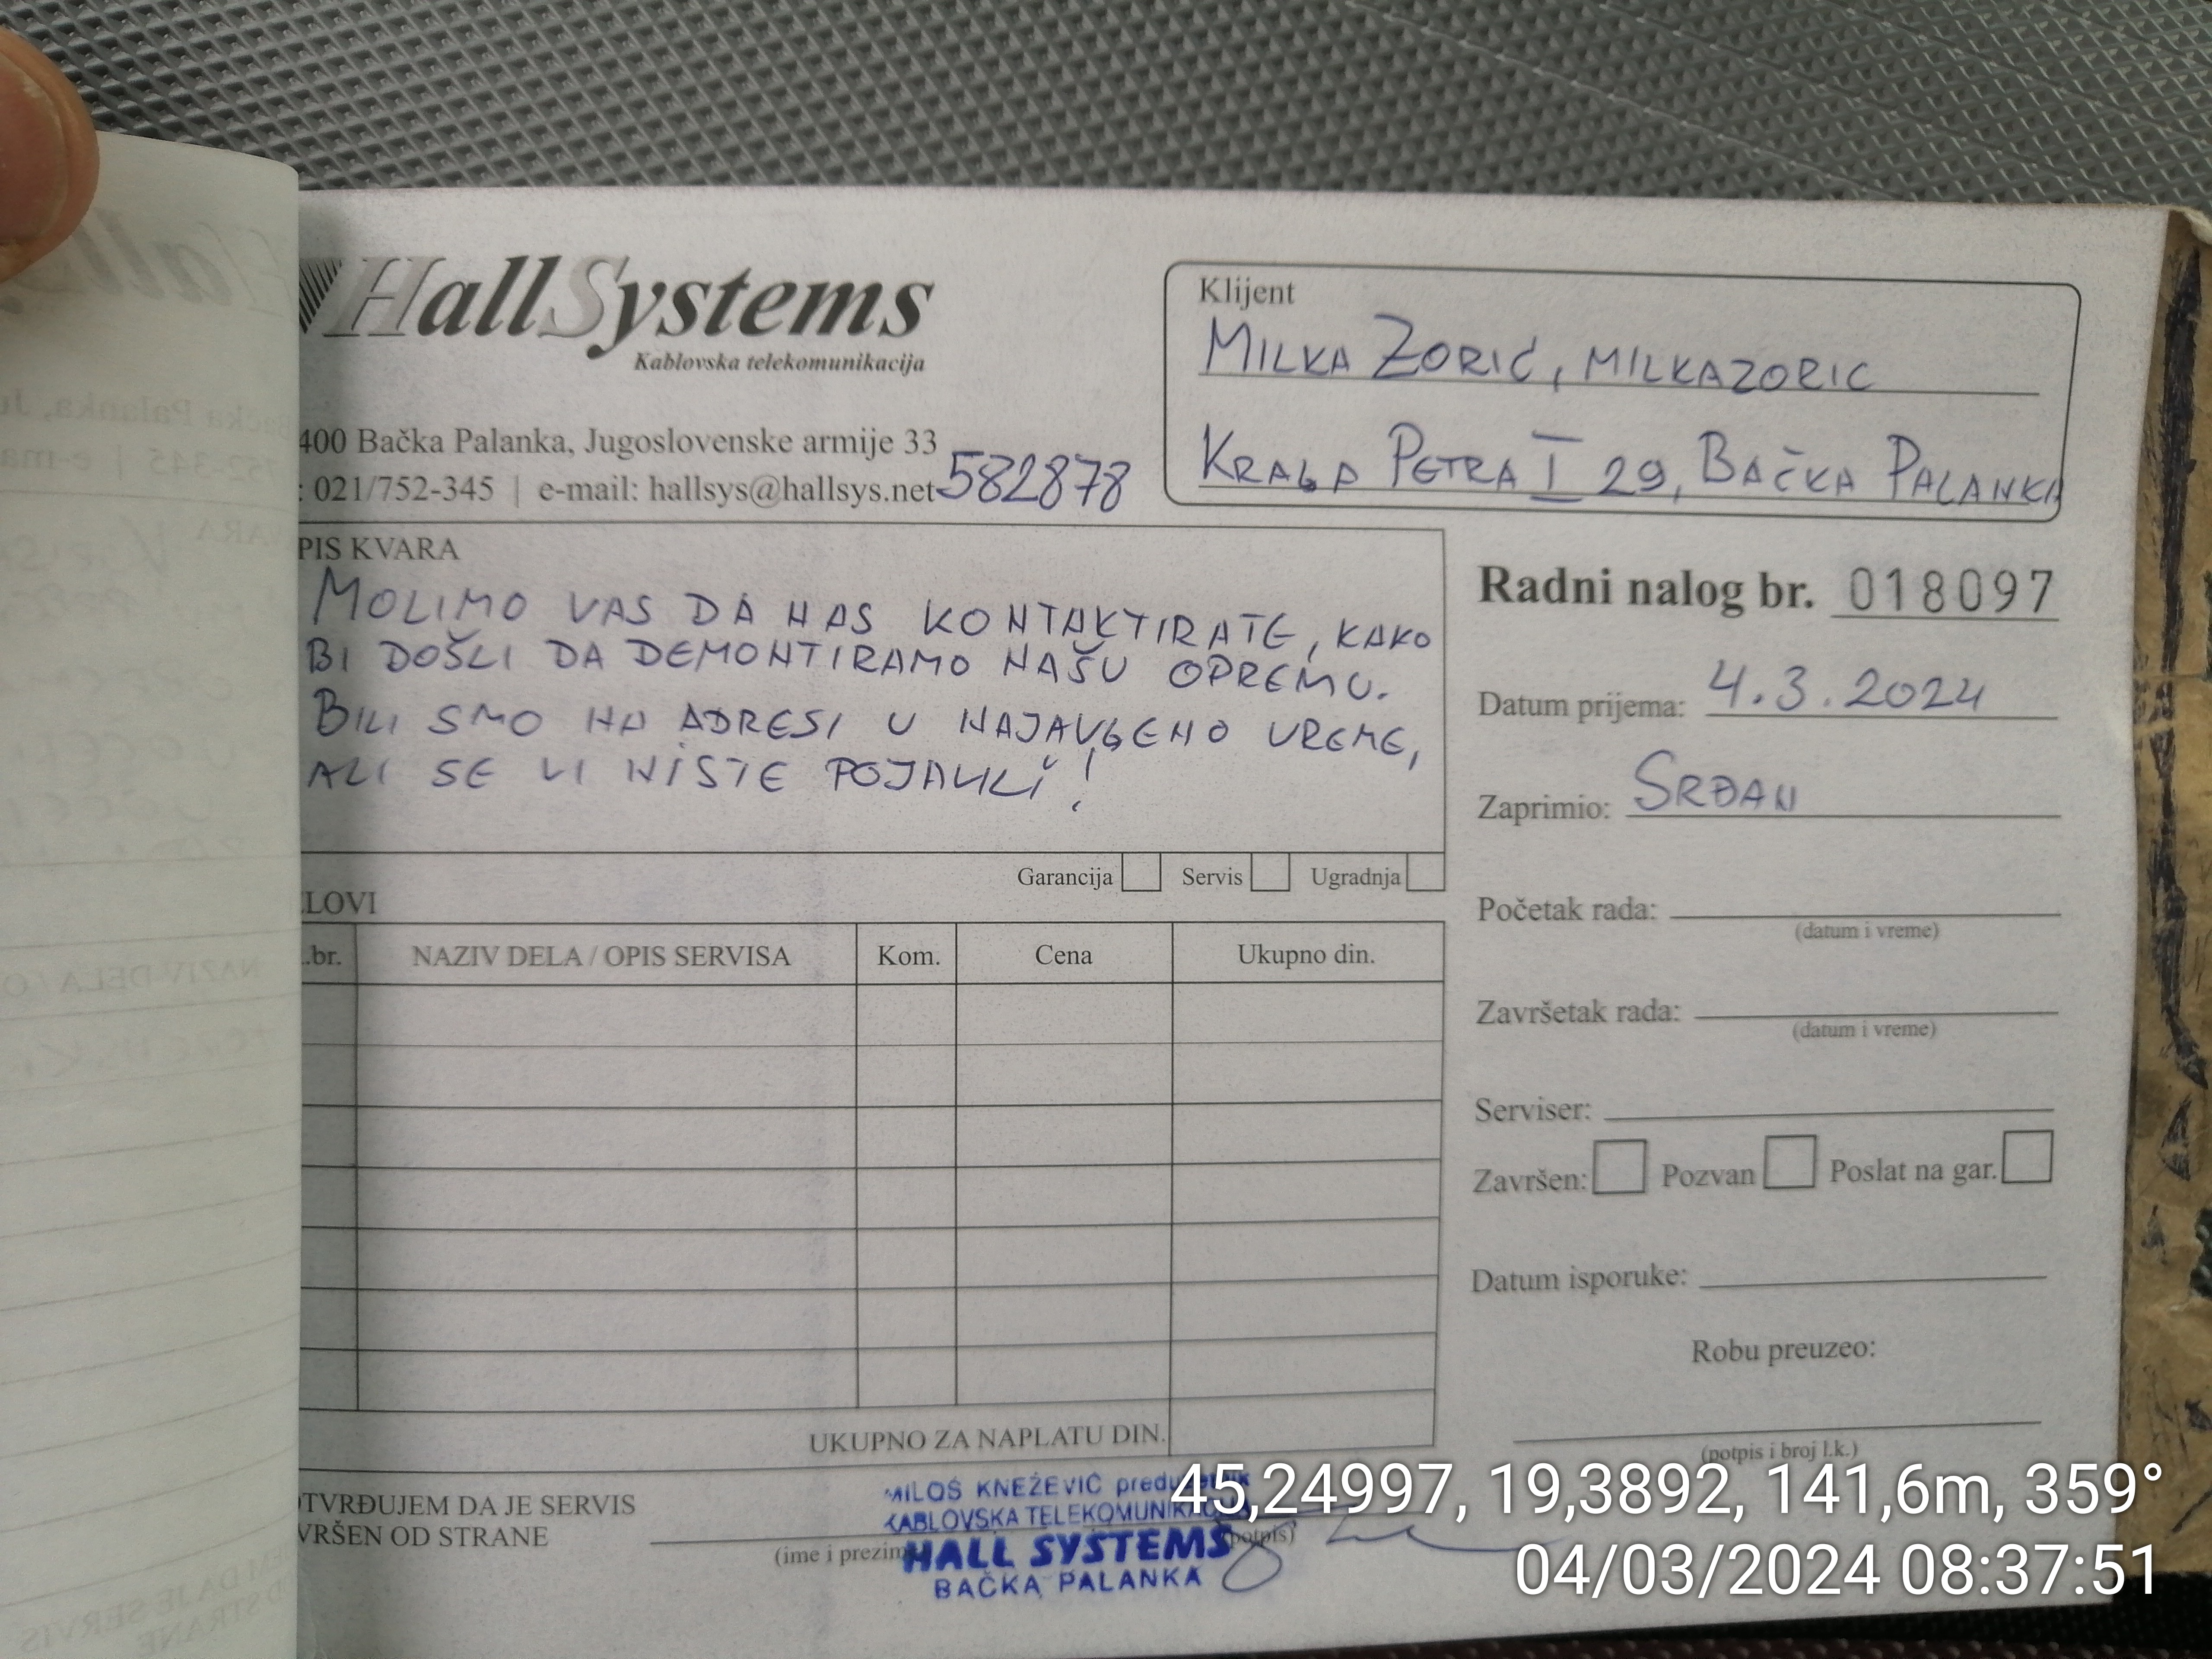 HallSystems
Kablovska telekomunikacija
400 Bačka Palanka, Jugoslovenske armije 33
: 021/752-345 | e-mail: hallsys@hallsys.net 582878
Klijent
MILKA ZORIĆ, MILKAZORIC
KRALJA PETRA I 29, BAČKA PALANKA
PIS KVARA
MOLIMO VAS DA NAS KONTAKTIRATE, KAKO
BI DOŠLI DA DEMONTIRAMO NAŠU OPREMU.
BILI SMO NA ADRESI U NAJAVLJENO VREME,
ALI SE VI NISTE POJAVILI!
Garancija Servis Ugradnja
Radni nalog br. 018097
Datum prijema: 4.3.2024
Zaprimio: SRĐAN
Početak rada:
(datum i vreme)
Završetak rada:
(datum i vreme)
Serviser:
Završen: Pozvan Poslat na gar.
Datum isporuke:
Robu preuzeo:
(potpis i broj l.k.)
ELOVI
.br. NAZIV DELA / OPIS SERVISA Kom. Cena Ukupno din.
UKUPNO ZA NAPLATU DIN.
OTVRĐUJEM DA JE SERVIS
VRŠEN OD STRANE
(ime i prezim
(potpis)
MILOŠ KNEŽEVIĆ
KABLOVSKA
HALL SYSTEMS
BAČKA PALANKA
45,24997, 19,3892, 141,6m, 359°
04/03/2024 08:37:51